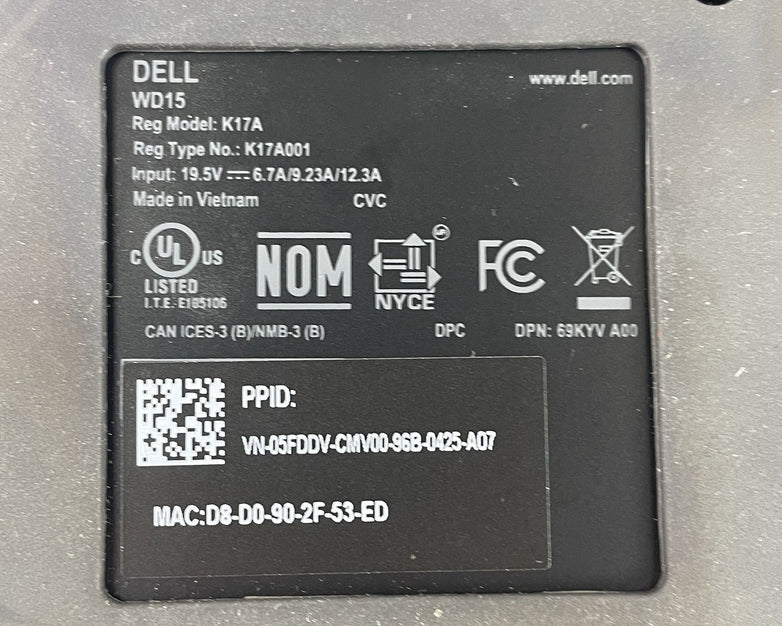 DELL
www.dell.com
WD15
Reg Model: K17A
Reg Type No.: K17A001
Input: 19.5V ⎓ 6.7A/9.23A/12.3A
Made in Vietnam CVC
C UL US
LISTED
I.T.E.-E185106
NOM
NYCE
FC
CAN ICES-3 (B)/NMB-3 (B) DPC DPN: 69KYV A00
PPID:
VN-05FDDV-CMV00-96B-0425-A07
MAC:D8-D0-90-2F-53-ED